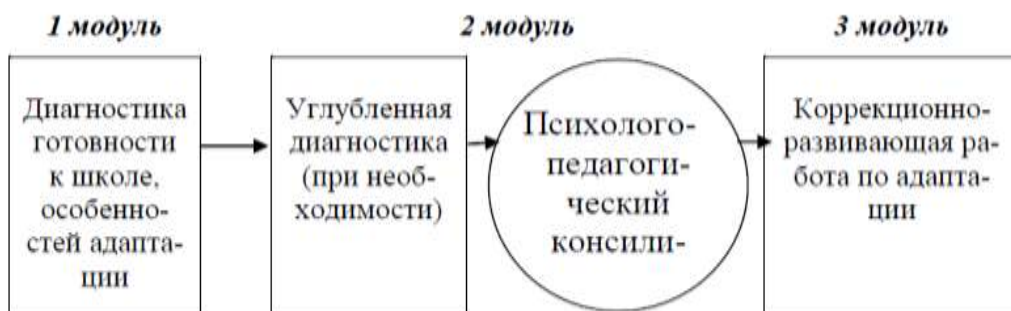 1 модуль
2 модуль
3 модуль
Диагностика
готовности
к школе,
особенно-
стей адапта-
ции
Углубленная
диагностика
(при необ-
ходимости)
Психолого-
педагоги-
ческий
консили-
Коррекционно-
развивающая ра-
бота по адапта-
ции